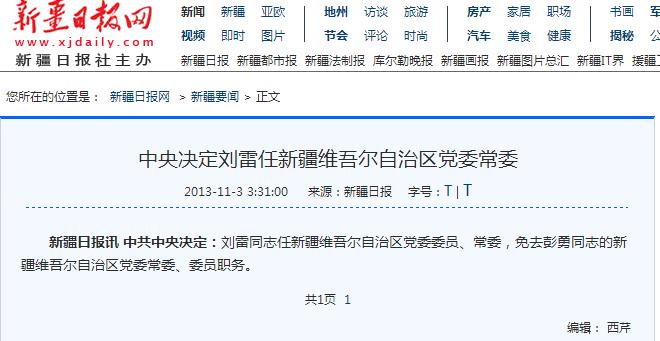 新疆日报网
www.xjdaily.com
新疆日报社主办
新闻 新疆 亚欧 地州 访谈 旅游 房产 家居 职场 书画
视频 即时 图片 节会 评论 时尚 汽车 美食 健康 揭秘
新疆日报 新疆都市报 新疆法制报 库尔勒晚报 新疆画报 新疆图片总汇 新疆IT界 援疆
您所在的位置是： 新疆日报网 > 新疆要闻 > 正文
中央决定刘雷任新疆维吾尔自治区党委常委
2013-11-3 3:31:00 来源：新疆日报 字号：T | T
新疆日报讯 中共中央决定：刘雷同志任新疆维吾尔自治区党委委员、常委，免去彭勇同志的新
疆维吾尔自治区党委常委、委员职务。
共1页 1
编辑： 西芹